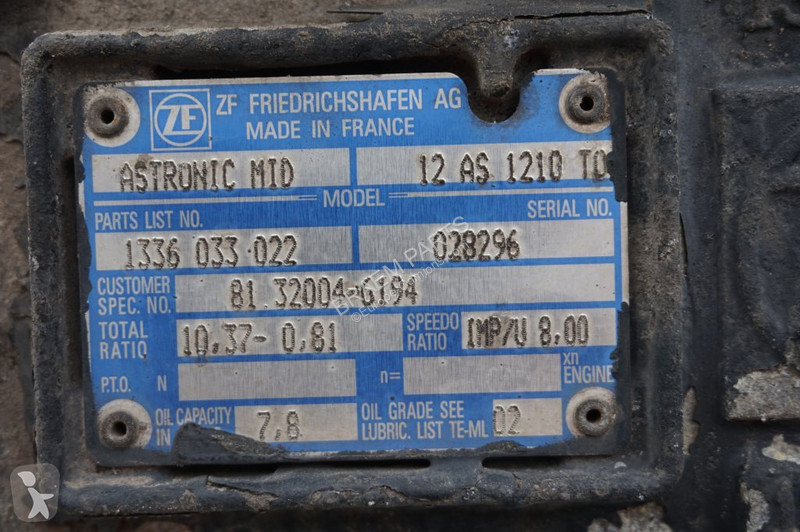 ZF
ZF FRIEDRICHSHAFEN AG
MADE IN FRANCE
ASTRONIC MID 12 AS 1210 TO
MODEL
PARTS LIST NO. SERIAL NO.
1336 033 022 028296
CUSTOMER SPEC. NO. 81.32004-6194
TOTAL RATIO 10,37- 0,81 SPEEDO RATIO IMP/U 8.00
P.T.O. N n= xn ENGINE
OIL CAPACITY IN 7,8 OIL GRADE SEE LUBRIC. LIST TE-ML 02